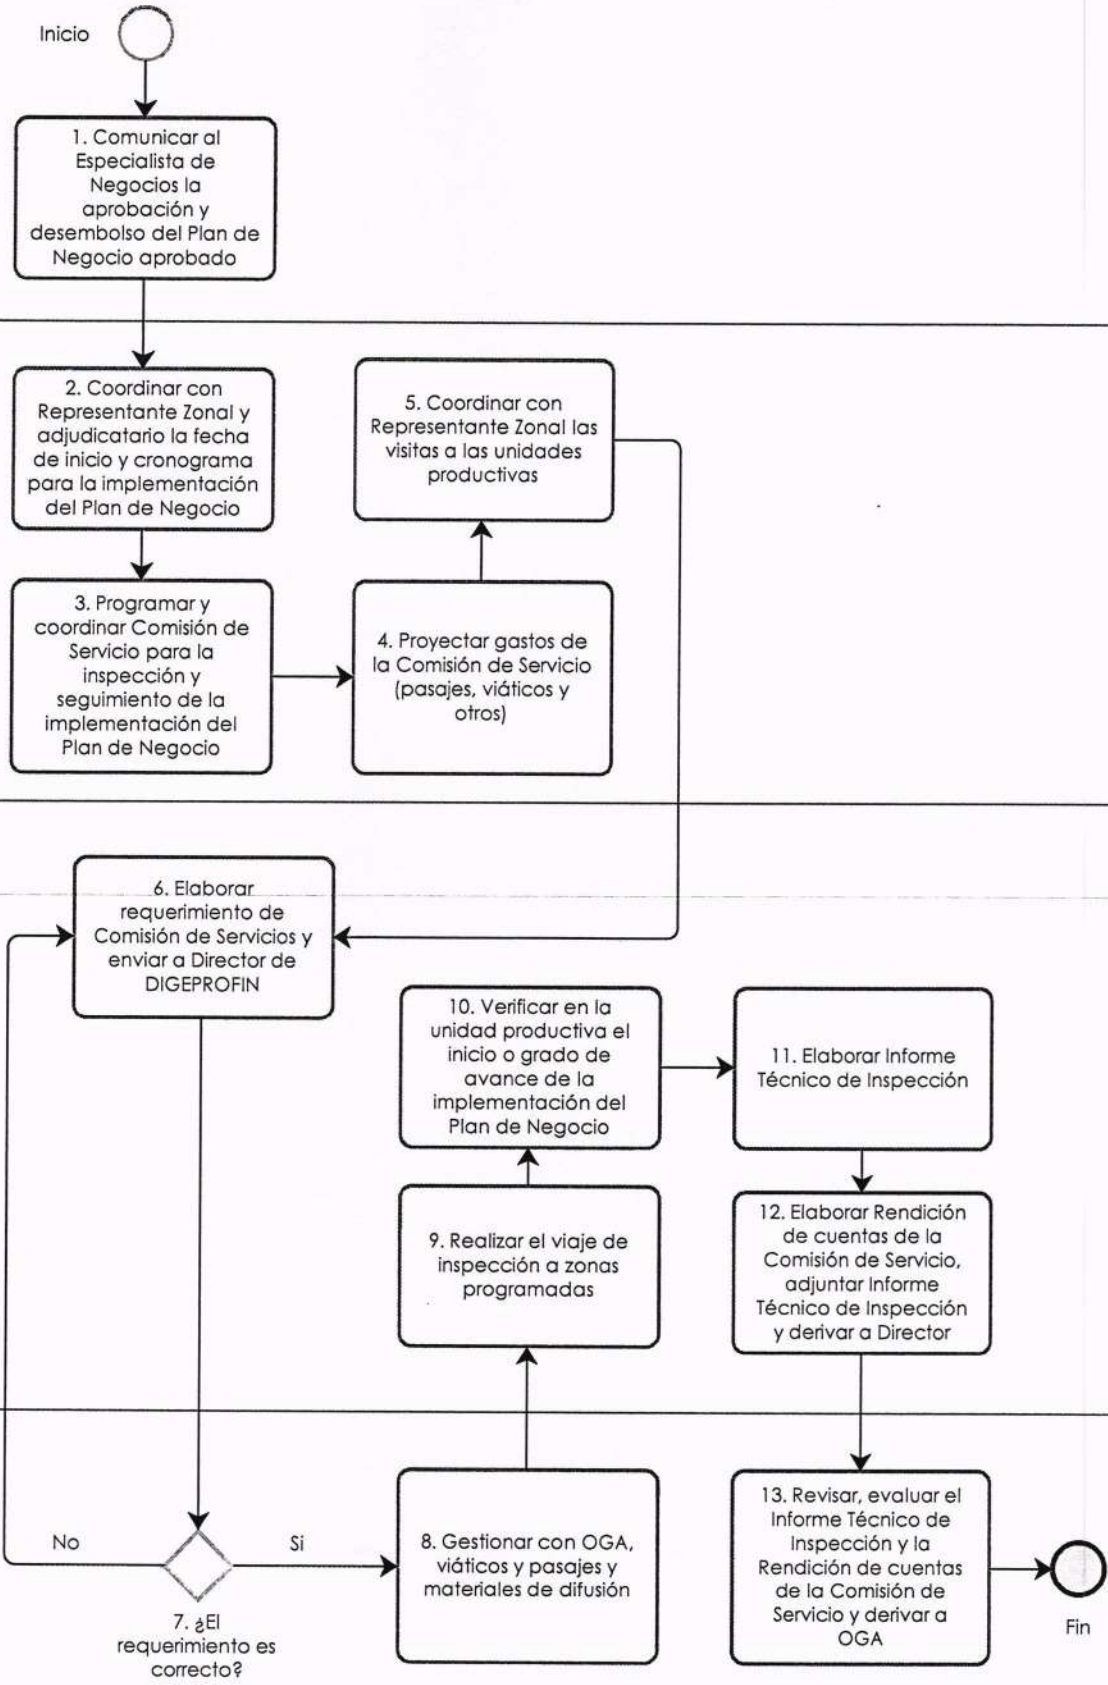 Inicio
1. Comunicar al
Especialista de
Negocios la
aprobación y
desembolso del Plan de
Negocio aprobado
2. Coordinar con
Representante Zonal y
adjudicatario la fecha
de inicio y cronograma
para la implementación
del Plan de Negocio
3. Programar y
coordinar Comisión de
Servicio para la
inspección y
seguimiento de la
implementación del
Plan de Negocio
4. Proyectar gastos de
la Comisión de Servicio
(pasajes, viáticos y
otros)
5. Coordinar con
Representante Zonal las
visitas a las unidades
productivas
6. Elaborar
requerimiento de
Comisión de Servicios y
enviar a Director de
DIGEPROFIN
No
Si
7. ¿El
requerimiento es
correcto?
8. Gestionar con OGA,
viáticos y pasajes y
materiales de difusión
9. Realizar el viaje de
inspección a zonas
programadas
10. Verificar en la
unidad productiva el
inicio o grado de
avance de la
implementación del
Plan de Negocio
11. Elaborar Informe
Técnico de Inspección
12. Elaborar Rendición
de cuentas de la
Comisión de Servicio,
adjuntar Informe
Técnico de Inspección
y derivar a Director
13. Revisar, evaluar el
Informe Técnico de
Inspección y la
Rendición de cuentas
de la Comisión de
Servicio y derivar a
OGA
Fin